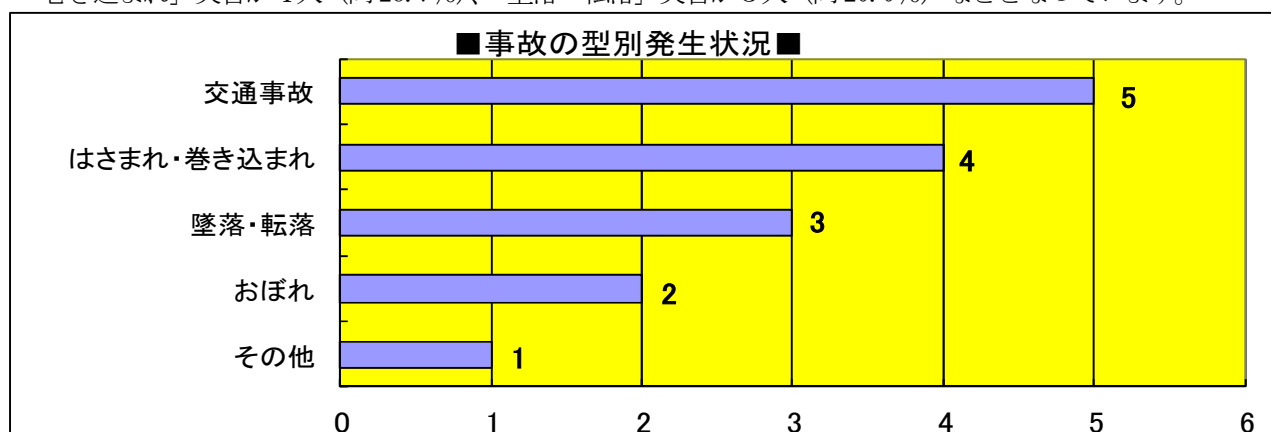 ■事故の型別発生状況■
交通事故 5
はさまれ・巻き込まれ 4
墜落・転落 3
おぼれ 2
その他 1
0 1 2 3 4 5 6